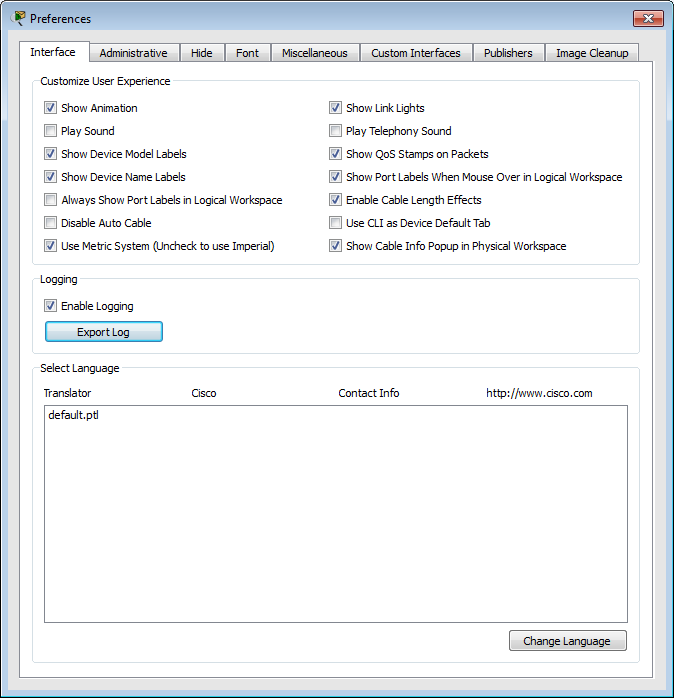 Preferences
Interface Administrative Hide Font Miscellaneous Custom Interfaces Publishers Image Cleanup
Customize User Experience
Show Animation Show Link Lights
Play Sound Play Telephony Sound
Show Device Model Labels Show QoS Stamps on Packets
Show Device Name Labels Show Port Labels When Mouse Over in Logical Workspace
Always Show Port Labels in Logical Workspace Enable Cable Length Effects
Disable Auto Cable Use CLI as Device Default Tab
Use Metric System (Uncheck to use Imperial) Show Cable Info Popup in Physical Workspace
Logging
Enable Logging
Export Log
Select Language
Translator Cisco Contact Info http://www.cisco.com
default.ptl
Change Language